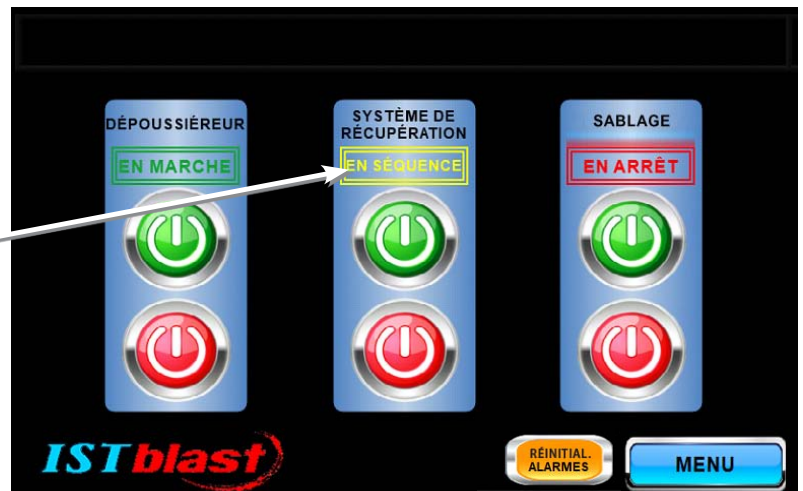 DÉPOUSSIÉREUR
EN MARCHE
SYSTÈME DE
RÉCUPÉRATION
EN SÉQUENCE
SABLAGE
EN ARRÊT
ISTblast
RÉINITIAL.
ALARMES
MENU